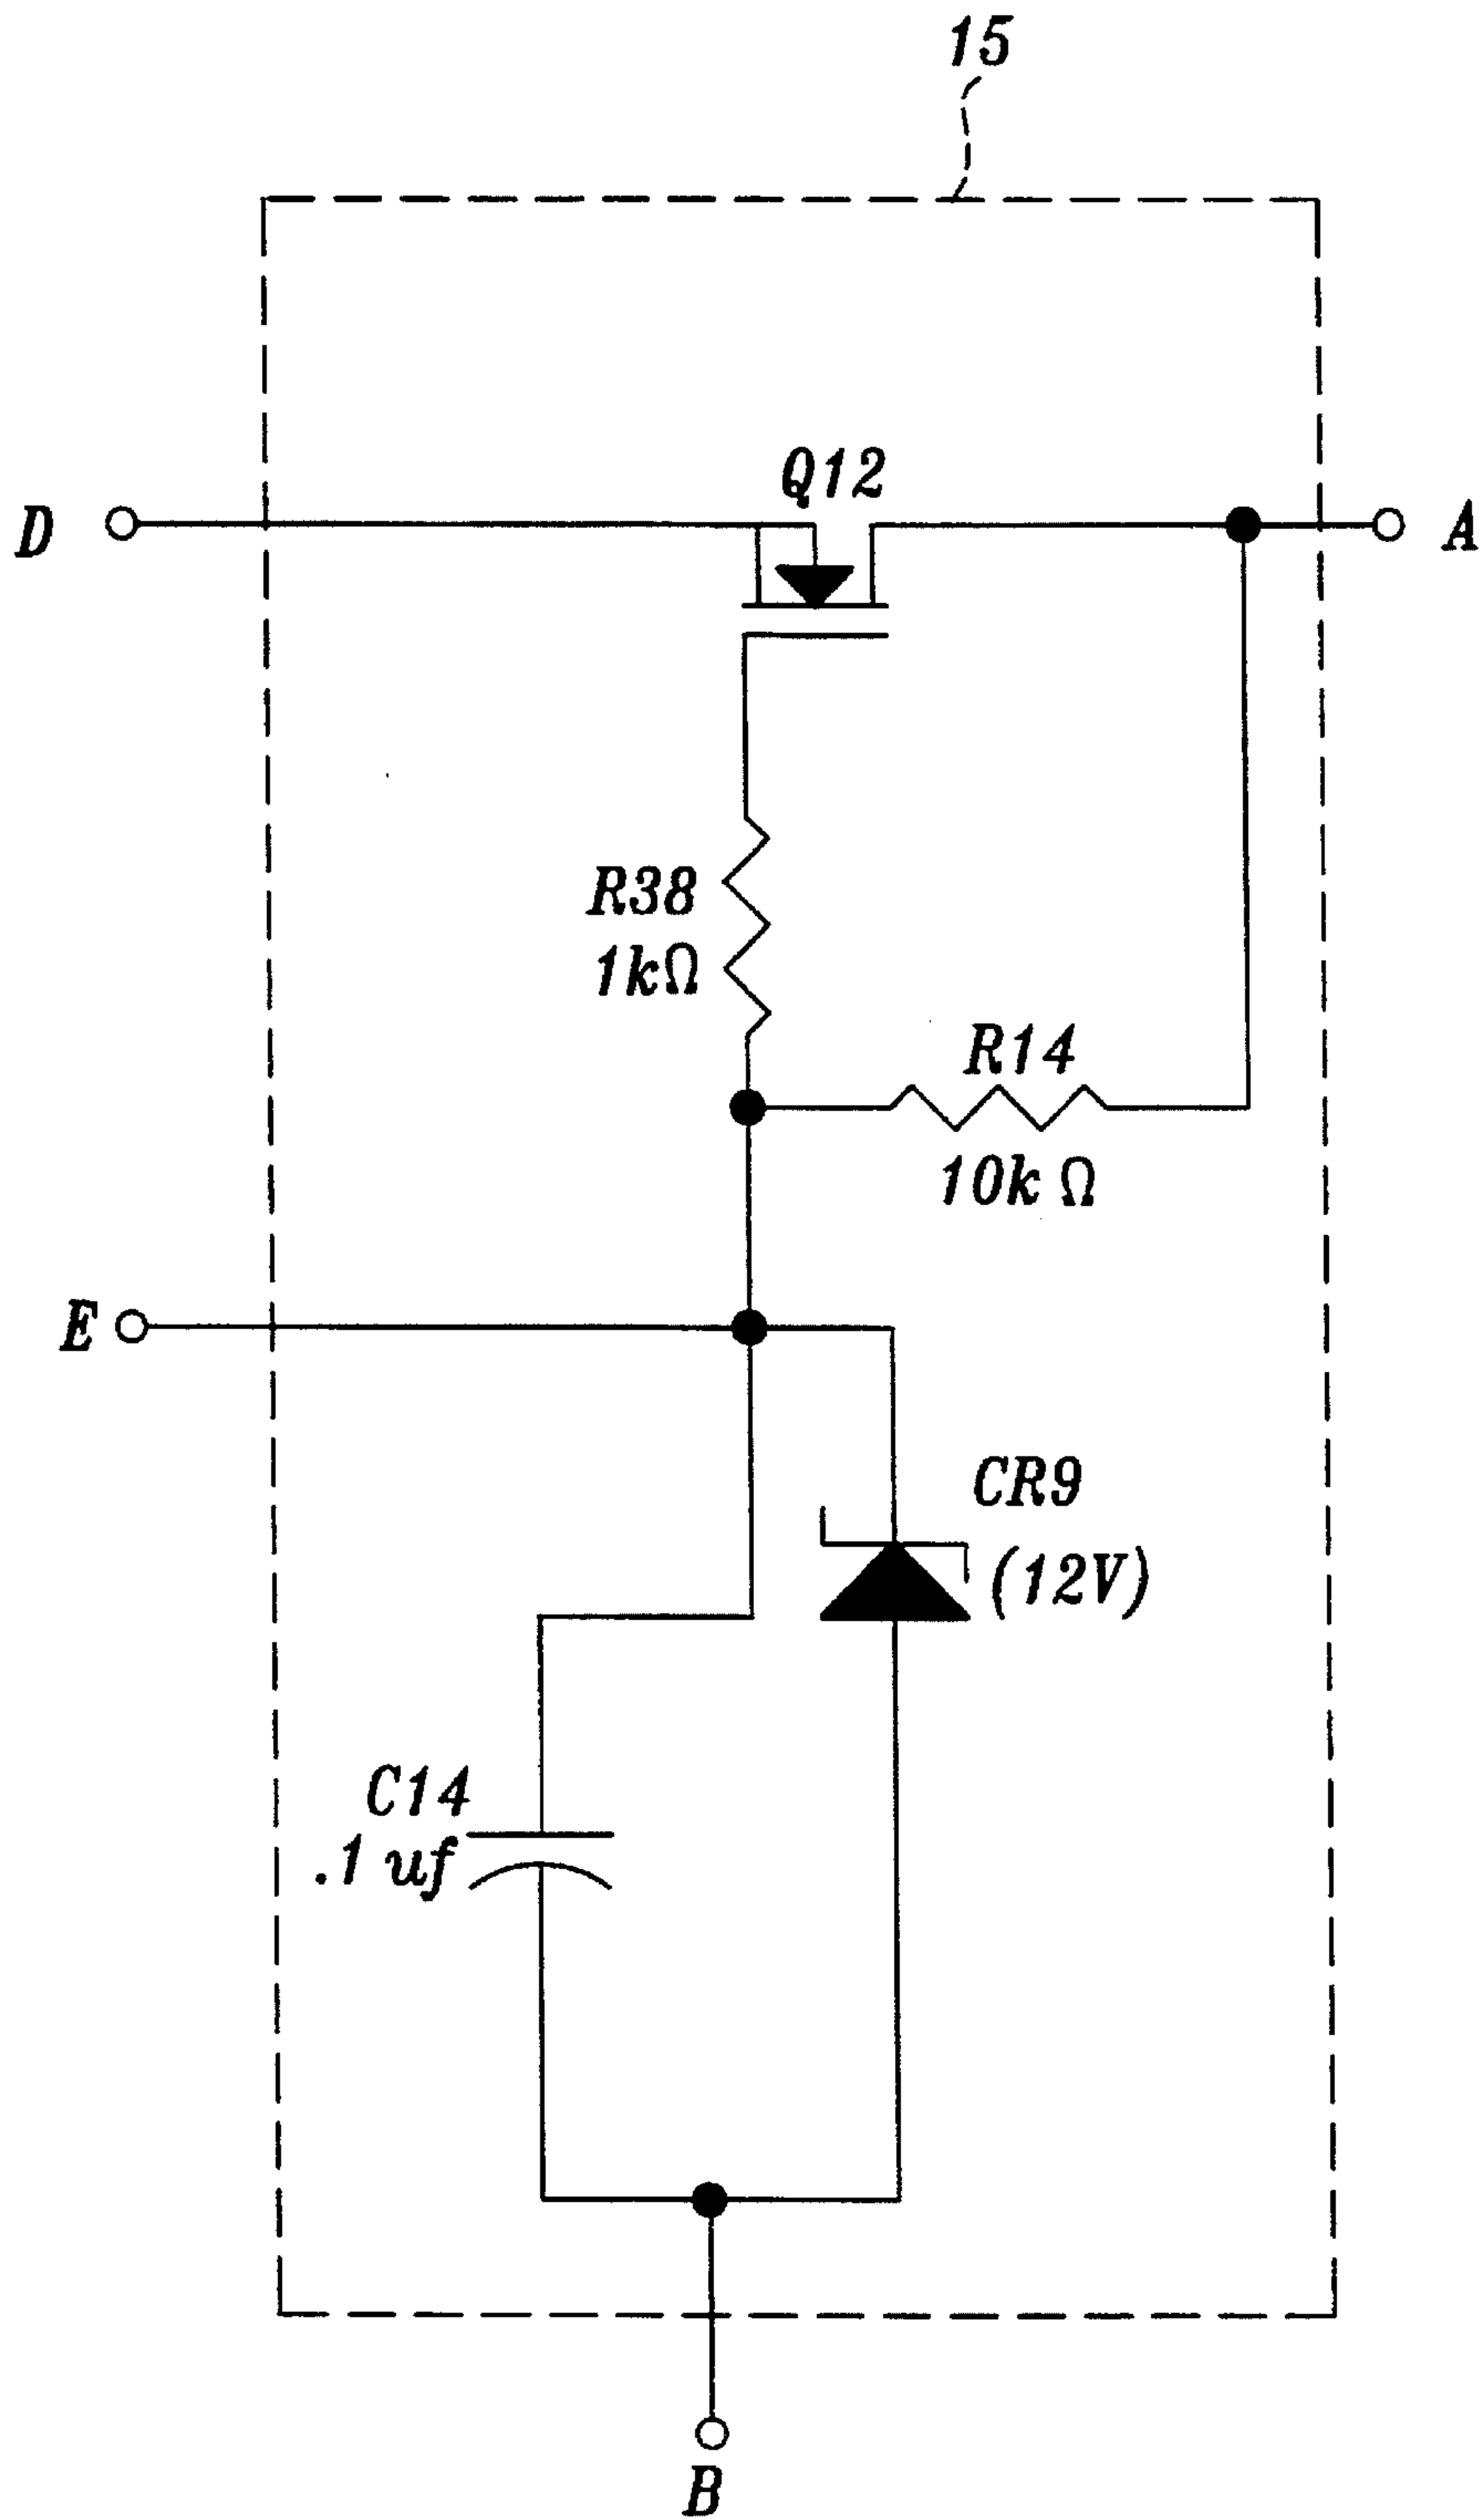 15
Q12
D
A
R38
1kΩ
R14
10k Ω
E
CR9
(12V)
C14
.1 uf
B